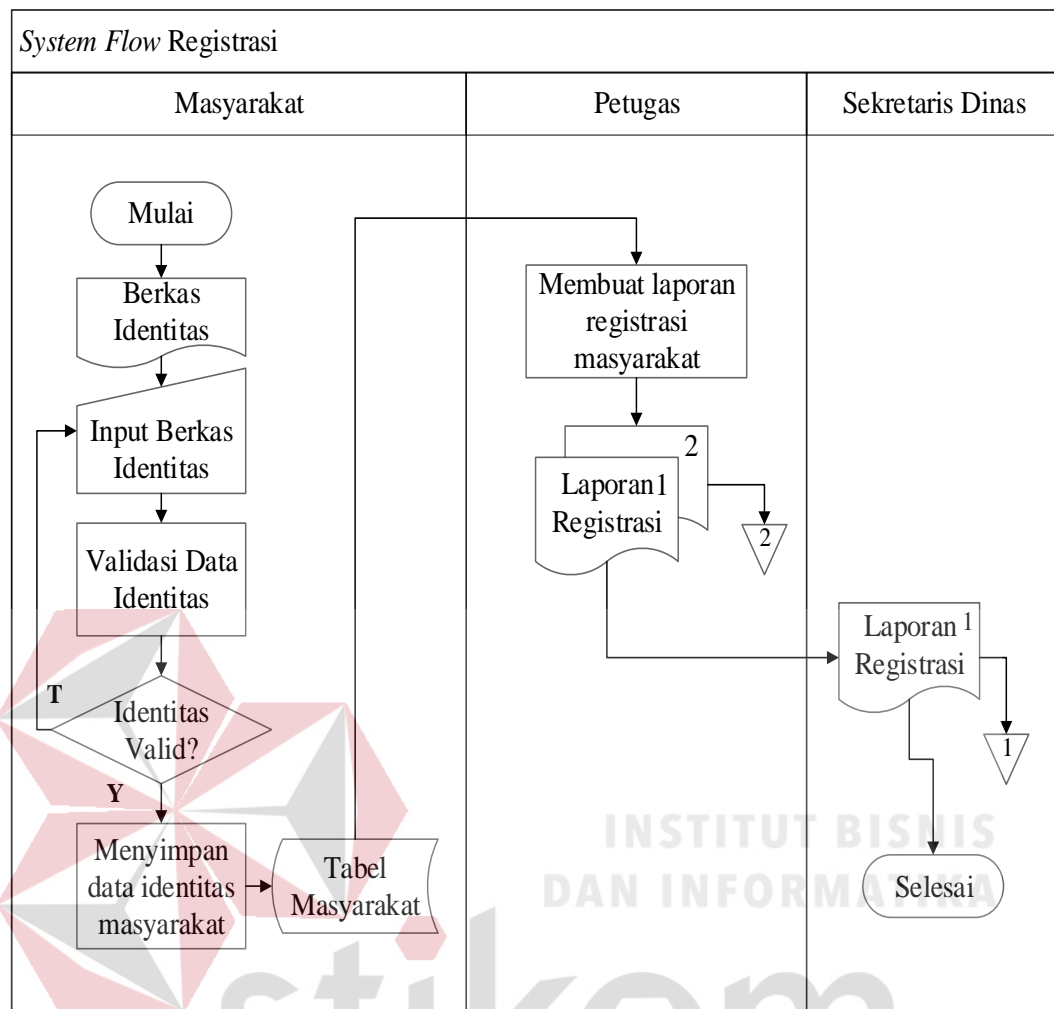 System Flow Registrasi
Masyarakat
Petugas
Sekretaris Dinas
Mulai
Berkas
Identitas
Input Berkas
Identitas
Validasi Data
Identitas
T
Identitas
Valid?
Y
Menyimpan
data identitas
masyarakat
Tabel
Masyarakat
Membuat laporan
registrasi
masyarakat
2
Laporan1
Registrasi
2
Laporan 1
Registrasi
1
Selesai
INSTITUT BISNIS
DAN INFORMATIKA
stikom